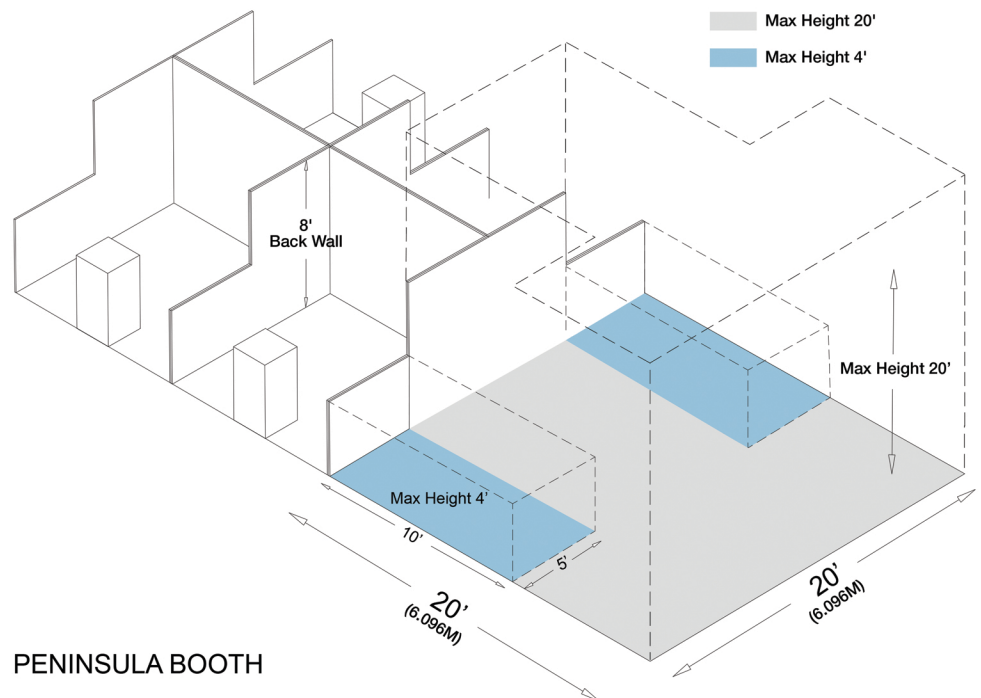 Max Height 20'
Max Height 4'
8'
Back Wall
Max Height 20’
Max Height 4’
10’
5’
20’
(6.096M)
20’
(6.096M)
PENINSULA BOOTH